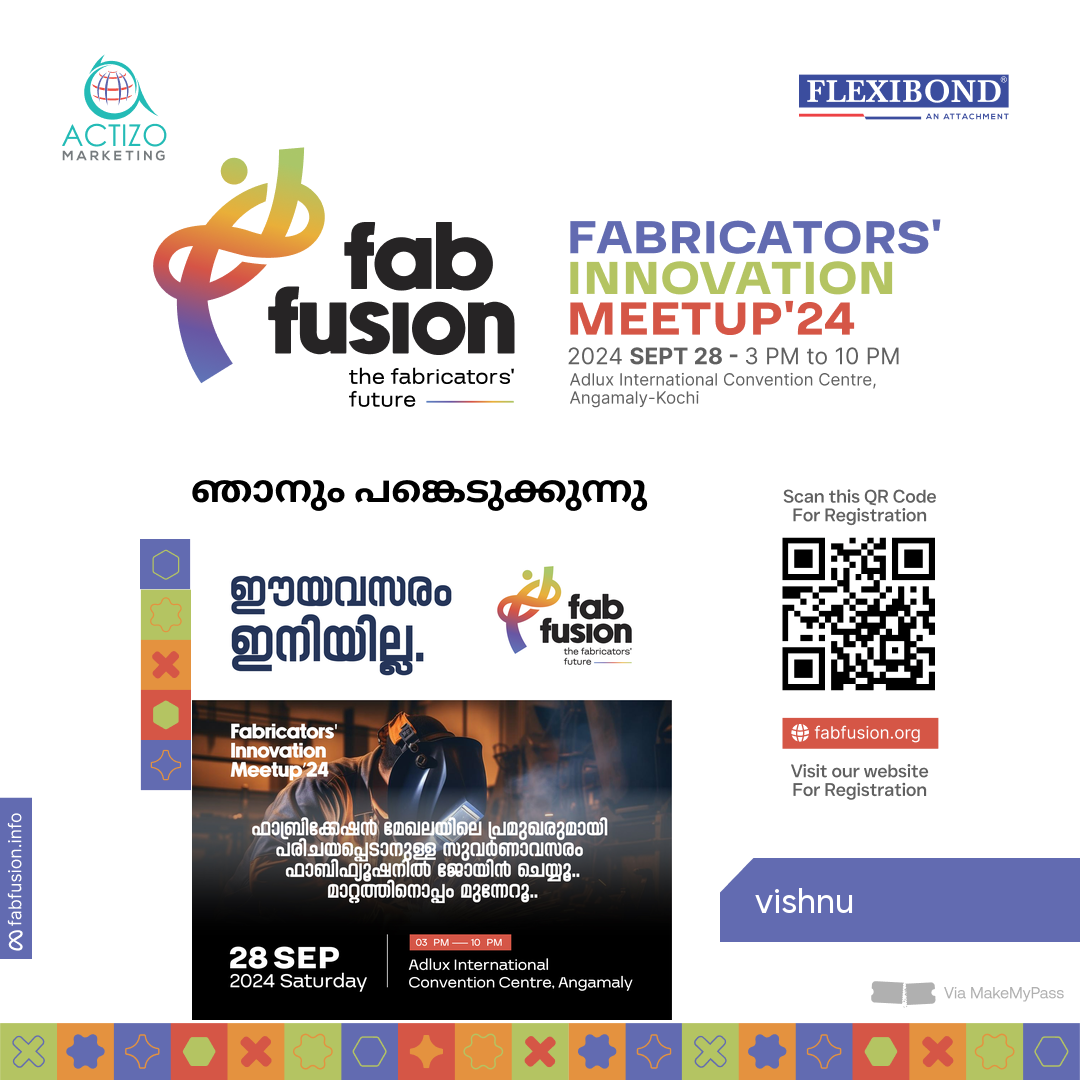 ACTIZO
MARKETING
FLEXIBOND®
AN ATTACHMENT
fab
fusion
the fabricators'
future
FABRICATORS'
INNOVATION
MEETUP'24
2024 SEPT 28 - 3 PM to 10 PM
Adlux International Convention Centre,
Angamaly-Kochi
ഞാനും പങ്കെടുക്കുന്നു
Scan this QR Code
For Registration
ഈയവസരം
ഇനിയില്ല.
fab
fusion
the fabricators'
future
fabfusion.org
Visit our website
For Registration
Fabricators'
Innovation
Meetup'24
ഫാബ്രിക്കേഷൻ മേഖലയിലെ പ്രമുഖരുമായി
പരിചയപ്പെടാനുള്ള സുവർണാവസരം
ഫാബ്ഫ്യൂഷനിൽ ജോയിൻ ചെയ്യൂ..
മാറ്റത്തിനൊപ്പം മുന്നേറൂ..
28 SEP
2024 Saturday
03 PM — 10 PM
Adlux International
Convention Centre, Angamaly
fabfusion.info
vishnu
Via MakeMyPass